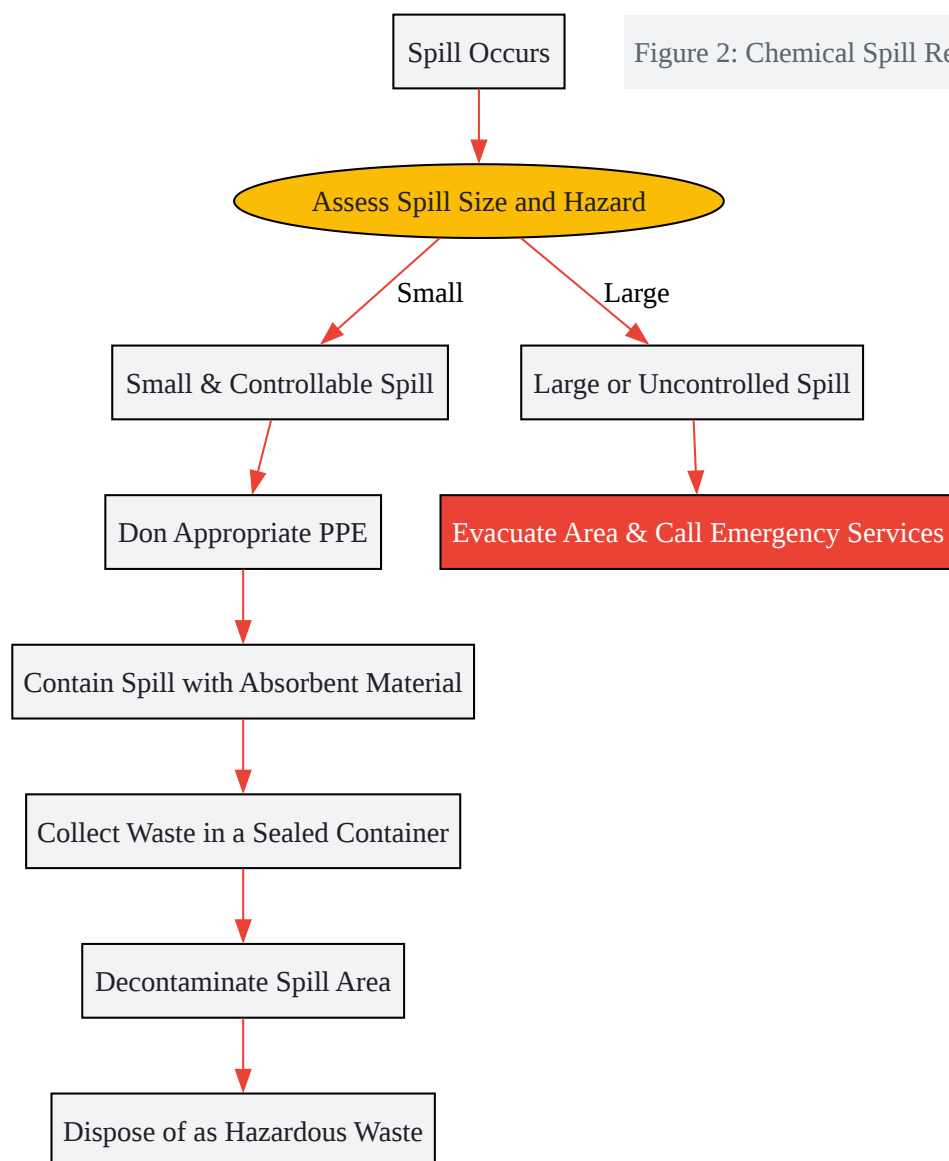 Spill Occurs
Figure 2: Chemical Spill
Assess Spill Size and Hazard
Small
Large
Small & Controllable Spill
Large or Uncontrolled Spill
Don Appropriate PPE
Evacuate Area & Call Emergency Services
Contain Spill with Absorbent Material
Collect Waste in a Sealed Container
Decontaminate Spill Area
Dispose of as Hazardous Waste